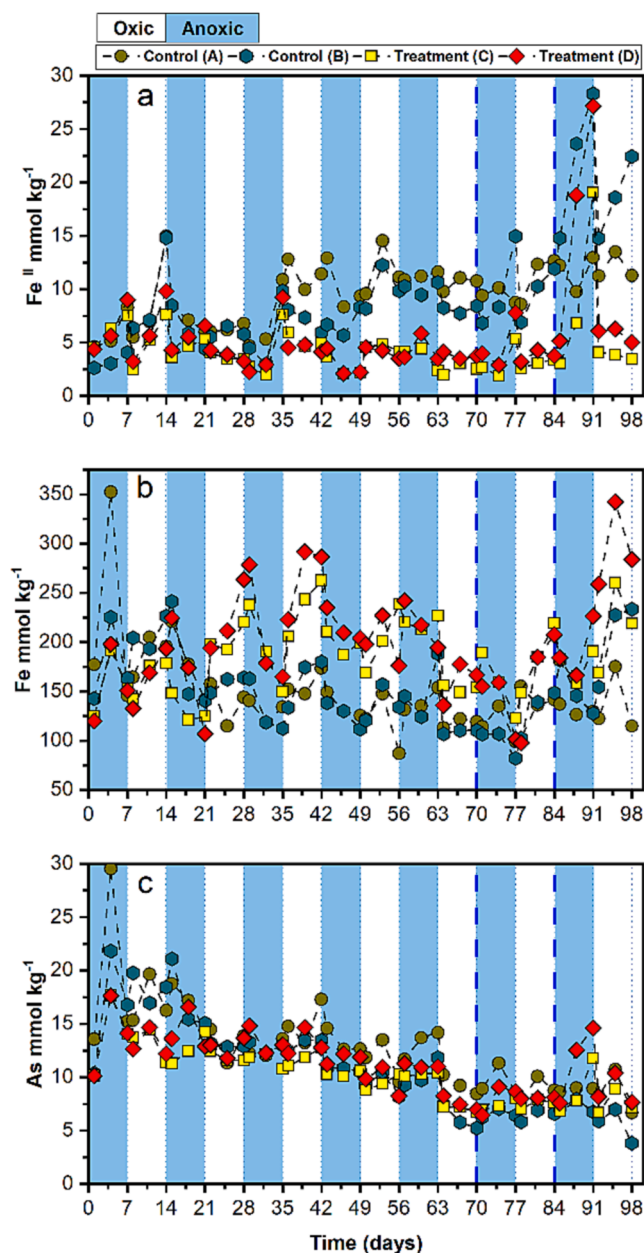 Oxic Anoxic
Control (A) Control (B) Treatment (C) Treatment (D)
a
30
25
20
15
10
5
0
Fe II mmol kg-1
0 7 14 21 28 35 42 49 56 63 70 77 84 91 98
b
350
300
250
200
150
100
50
Fe mmol kg-1
0 7 14 21 28 35 42 49 56 63 70 77 84 91 98
c
30
25
20
15
10
5
0
As mmol kg-1
0 7 14 21 28 35 42 49 56 63 70 77 84 91 98
Time (days)